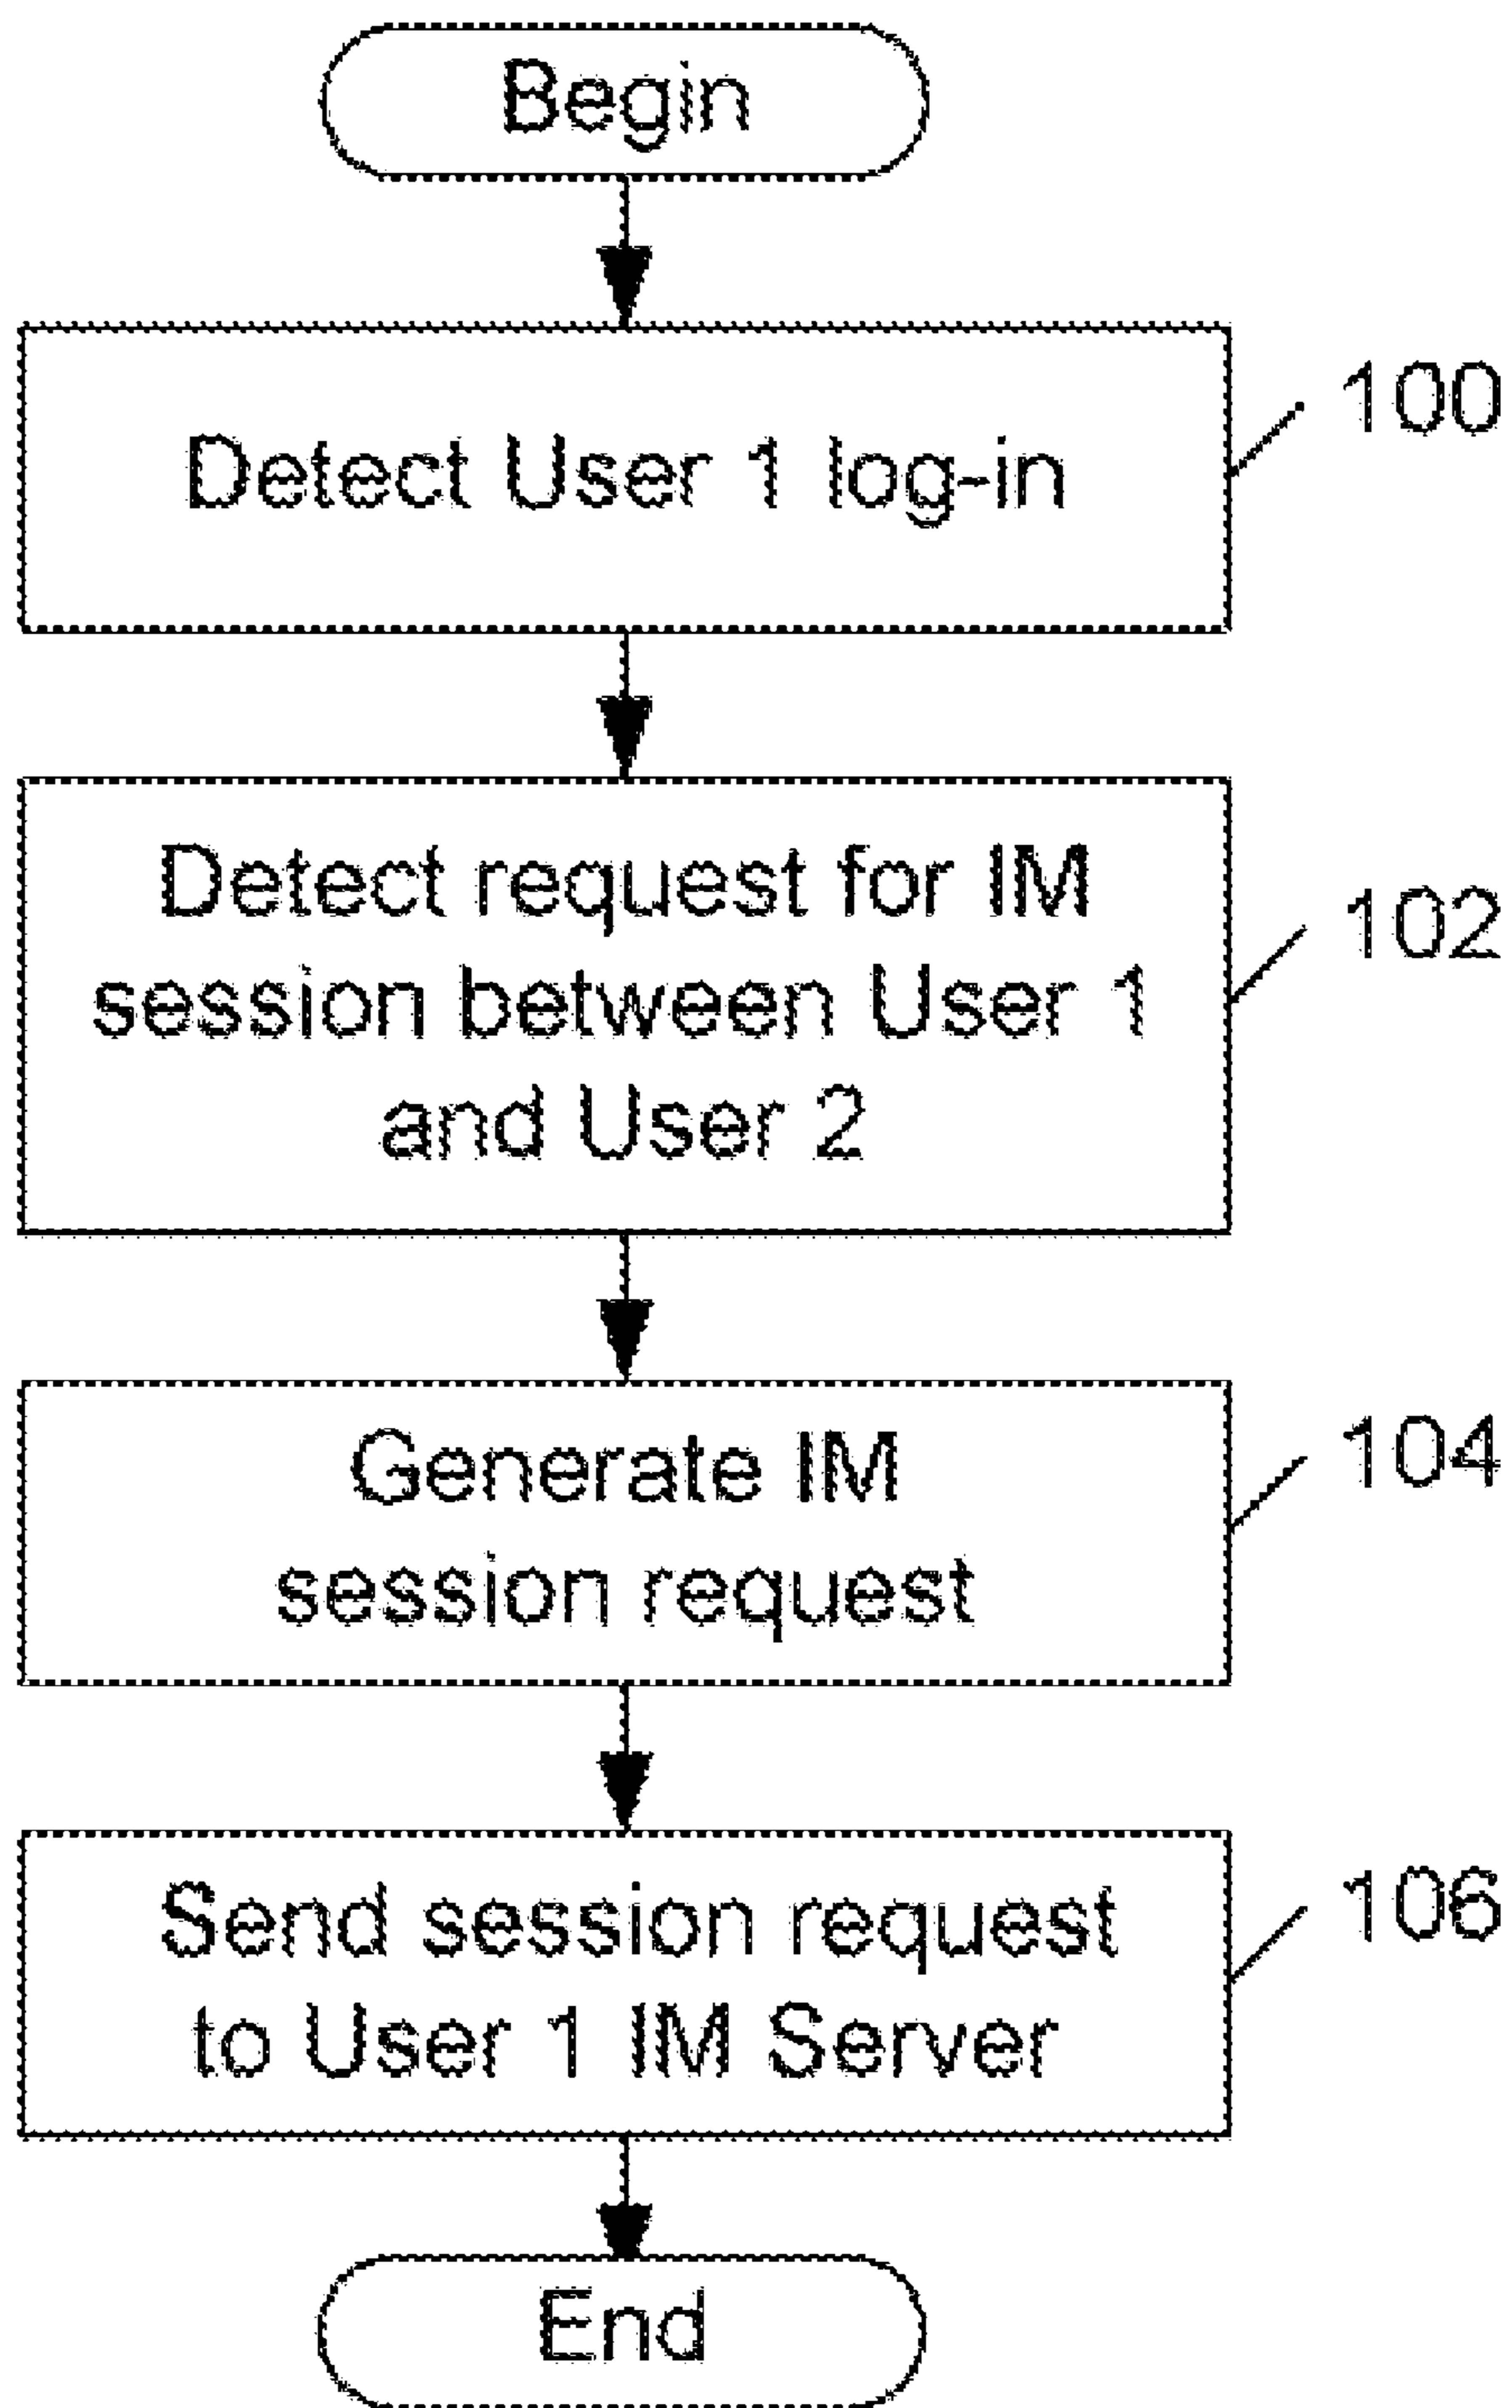 Begin
Detect User 1 log-in
100
Detect request for IM
session between User 1
and User 2
102
Generate IM
session request
104
Send session request
to User 1 IM Server
106
End